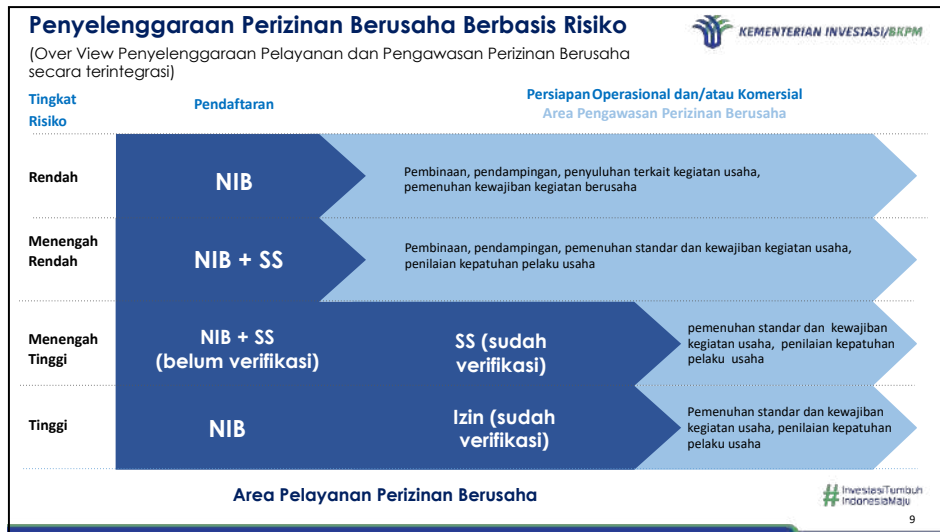 Penyelenggaraan Perizinan Berusaha Berbasis Risiko
(Over View Penyelenggaraan Pelayanan dan Pengawasan Perizinan Berusaha
secara terintegrasi)
KEMENTERIAN INVESTASI/BKPM
Tingkat
Risiko
Pendaftaran
Persiapan Operasional dan/atau Komersial
Area Pengawasan Perizinan Berusaha
Rendah
NIB
Pembinaan, pendampingan, penyuluhan terkait kegiatan usaha,
pemenuhan kewajiban kegiatan berusaha
Menengah
Rendah
NIB + SS
Pembinaan, pendampingan, pemenuhan standar dan kewajiban kegiatan usaha,
penilaian kepatuhan pelaku usaha
Menengah
Tinggi
NIB + SS
(belum verifikasi)
SS (sudah
verifikasi)
pemenuhan standar dan kewajiban
kegiatan usaha, penilaian kepatuhan
pelaku usaha
Tinggi
NIB
Izin (sudah
verifikasi)
Pemenuhan standar dan kewajiban
kegiatan usaha, penilaian kepatuhan
pelaku usaha
Area Pelayanan Perizinan Berusaha
#InvestasiTumbuh
IndonesiaMaju
9